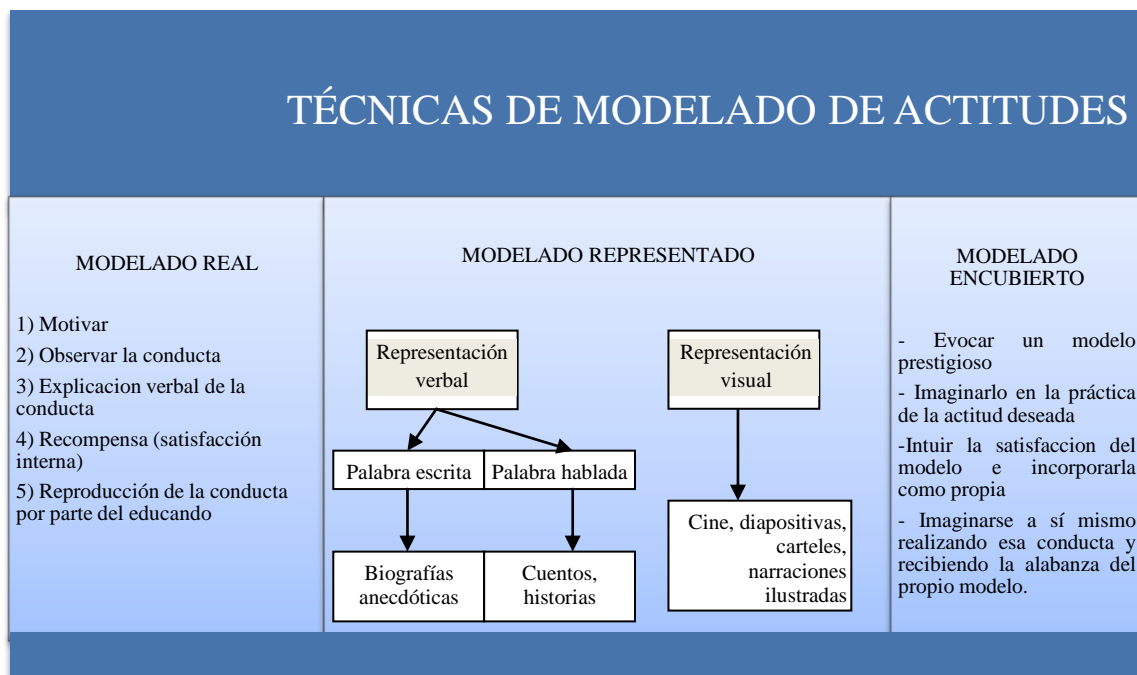 TÉCNICAS DE MODELADO DE ACTITUDES
MODELADO REAL
1) Motivar
2) Observar la conducta
3) Explicacion verbal de la
conducta
4) Recompensa (satisfacción
interna)
5) Reproducción de la conducta
por parte del educando
MODELADO REPRESENTADO
Representación
verbal
Representación
visual
Palabra escrita
Palabra hablada
Biografías
anecdóticas
Cuentos,
historias
Cine, diapositivas,
carteles,
narraciones
ilustradas
MODELADO
ENCUBIERTO
- Evocar un modelo
prestigioso
- Imaginarlo en la práctica
de la actitud deseada
-Intuir la satisfaccion del
modelo e incorporarla
como propia
- Imaginarse a sí mismo
realizando esa conducta y
recibiendo la alabanza del
propio modelo.